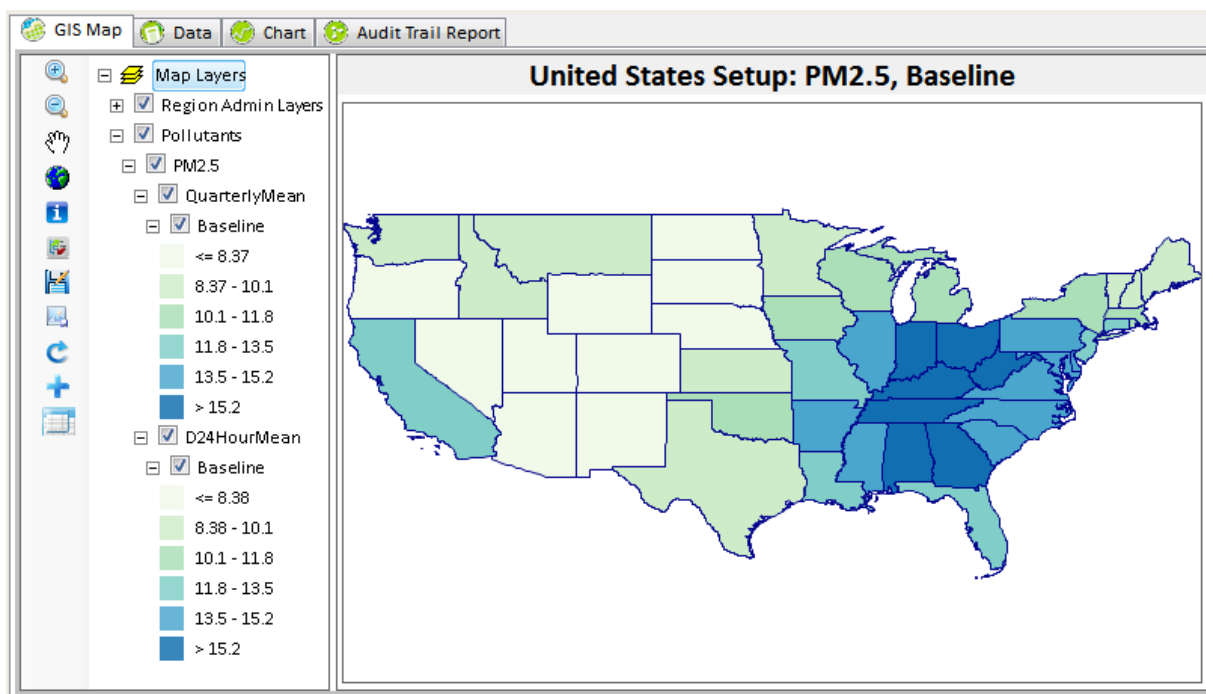 GIS Map Data Chart Audit Trail Report
Map Layers
Region Admin Layers
Pollutants
PM2.5
QuarterlyMean
Baseline
<= 8.37
8.37 - 10.1
10.1 - 11.8
11.8 - 13.5
13.5 - 15.2
> 15.2
D24HourMean
Baseline
<= 8.38
8.38 - 10.1
10.1 - 11.8
11.8 - 13.5
13.5 - 15.2
> 15.2
United States Setup: PM2.5, Baseline